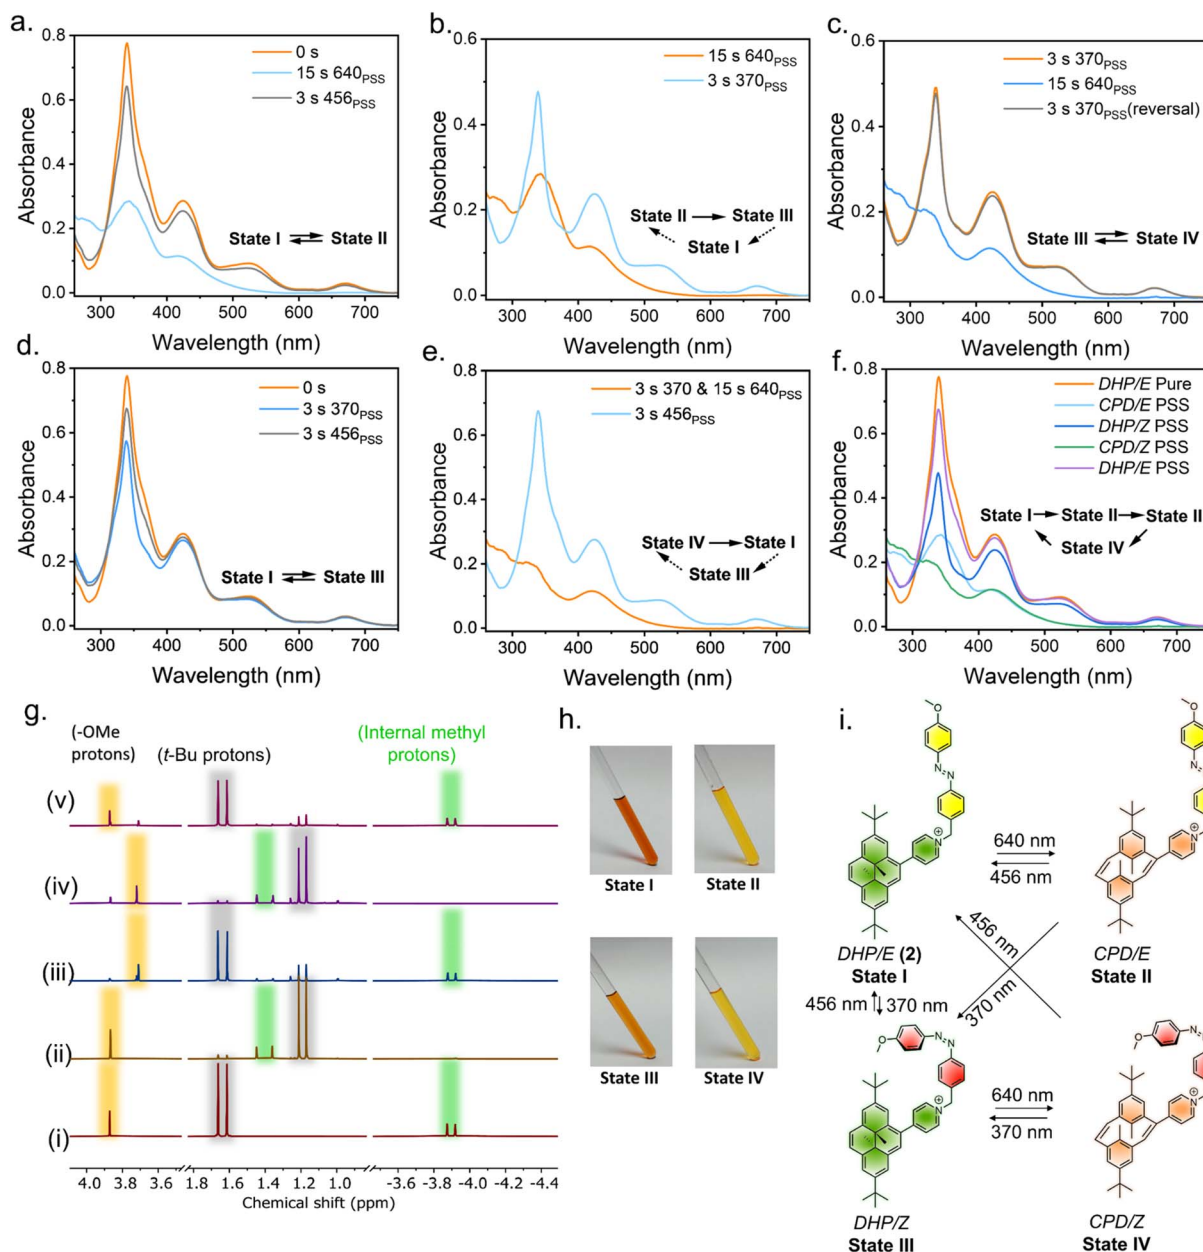 a.
0.8
0.6
0.4
0.2
0.0
Absorbance
0 s
15 s 640PSS
3 s 456PSS
State I ⇌ State II
300 400 500 600 700
Wavelength (nm)
b.
0.6
0.4
0.2
0.0
Absorbance
15 s 640PSS
3 s 370PSS
State II → State III
State I
300 400 500 600 700
Wavelength (nm)
c.
0.6
0.4
0.2
0.0
Absorbance
3 s 370PSS
15 s 640PSS
3 s 370PSS(reversal)
State III ⇌ State IV
300 400 500 600 700
Wavelength (nm)
d.
0.8
0.6
0.4
0.2
0.0
Absorbance
0 s
3 s 370PSS
3 s 456PSS
State I ⇌ State III
300 400 500 600 700
Wavelength (nm)
e.
0.8
0.6
0.4
0.2
0.0
Absorbance
3 s 370 & 15 s 640PSS
3 s 456PSS
State IV → State I
State III
300 400 500 600 700
Wavelength (nm)
f.
0.8
0.6
0.4
0.2
0.0
Absorbance
DHP/E Pure
CPD/E PSS
DHP/Z PSS
CPD/Z PSS
DHP/E PSS
State I → State II → State II
State IV
300 400 500 600 700
Wavelength (nm)
g.
(-OMe
protons)
(t-Bu protons)
(Internal methyl
protons)
(v)
(iv)
(iii)
(ii)
(i)
4.0 3.8 3.6 1.8 1.6 1.4 1.2 1.0 -3.6 -3.8 -4.0 -4.2 -4.4
Chemical shift (ppm)
h.
State I
State II
State III
State IV
i.
O
N
N
N+
DHP/E (2)
State I
640 nm
456 nm
O
N
N
CPD/E
State II
456 nm
370 nm
456 nm
370 nm
O
N
N
N+
DHP/Z
State III
640 nm
370 nm
O
N
N+
CPD/Z
State IV